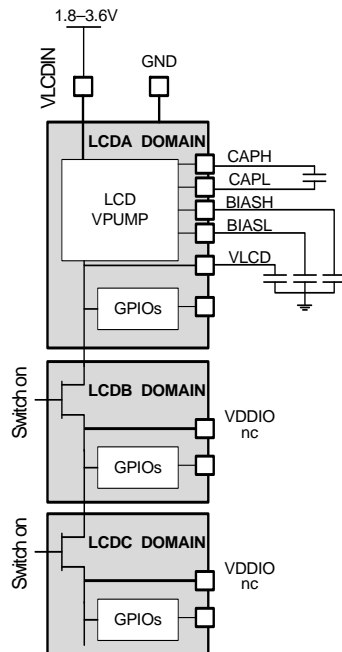 1.8–3.6V
VLCDIN
GND
LCDA DOMAIN
LCD
VPUMP
CAPH
CAPL
BIASH
BIASL
VLCD
GPIOs
Switch on
LCDB DOMAIN
VDDIO
nc
GPIOs
Switch on
LCDC DOMAIN
VDDIO
nc
GPIOs